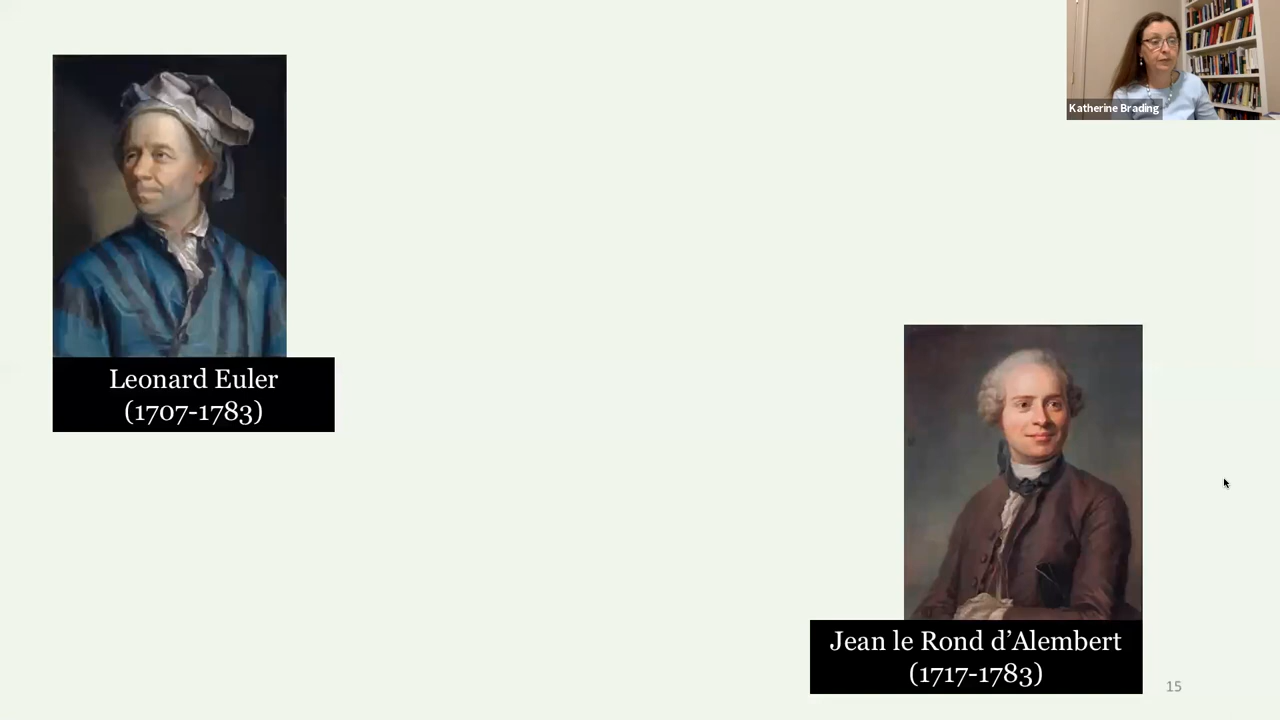 Katherine Brading
Leonard Euler
(1707-1783)
Jean le Rond d’Alembert
(1717-1783)
15